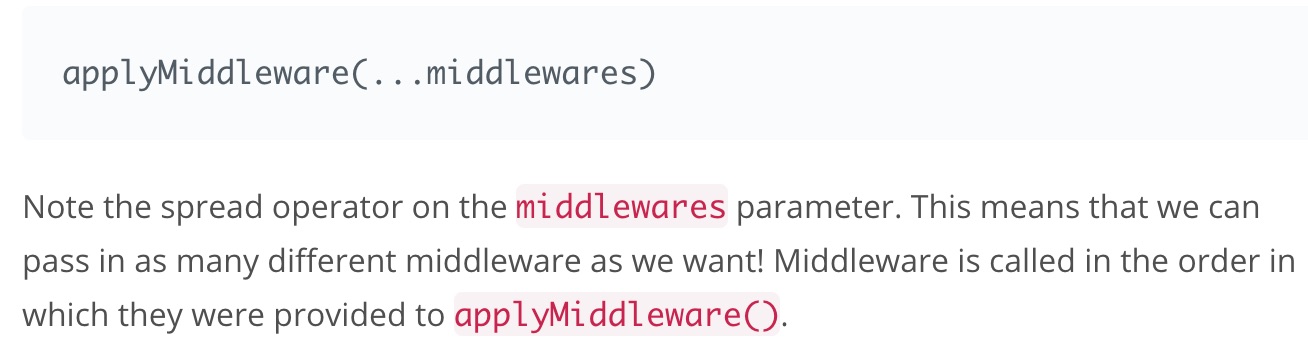 applyMiddleware(...middlewares)
Note the spread operator on the middlewares parameter. This means that we can
pass in as many different middleware as we want! Middleware is called in the order in
which they were provided to applyMiddleware().